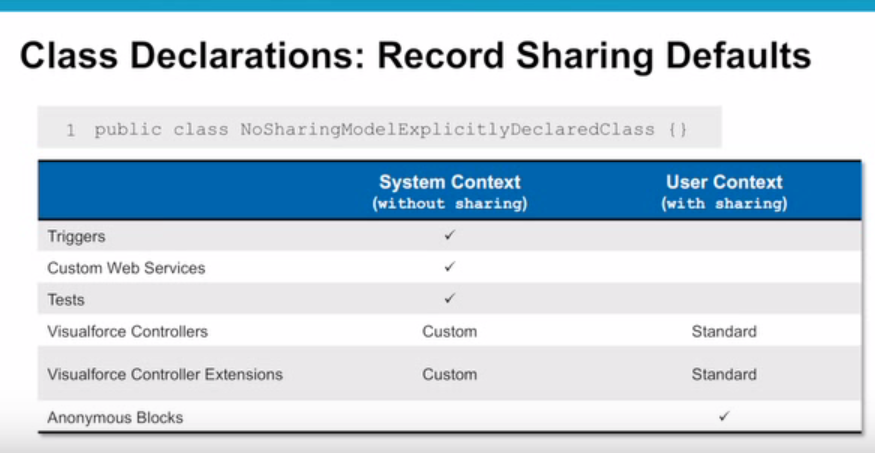 Class Declarations: Record Sharing Defaults
1 public class NoSharingModelExplicitlyDeclaredClass {}
System Context User Context
(without sharing) (with sharing)
Triggers ✓
Custom Web Services ✓
Tests ✓
Visualforce Controllers Custom Standard
Visualforce Controller Extensions Custom Standard
Anonymous Blocks ✓